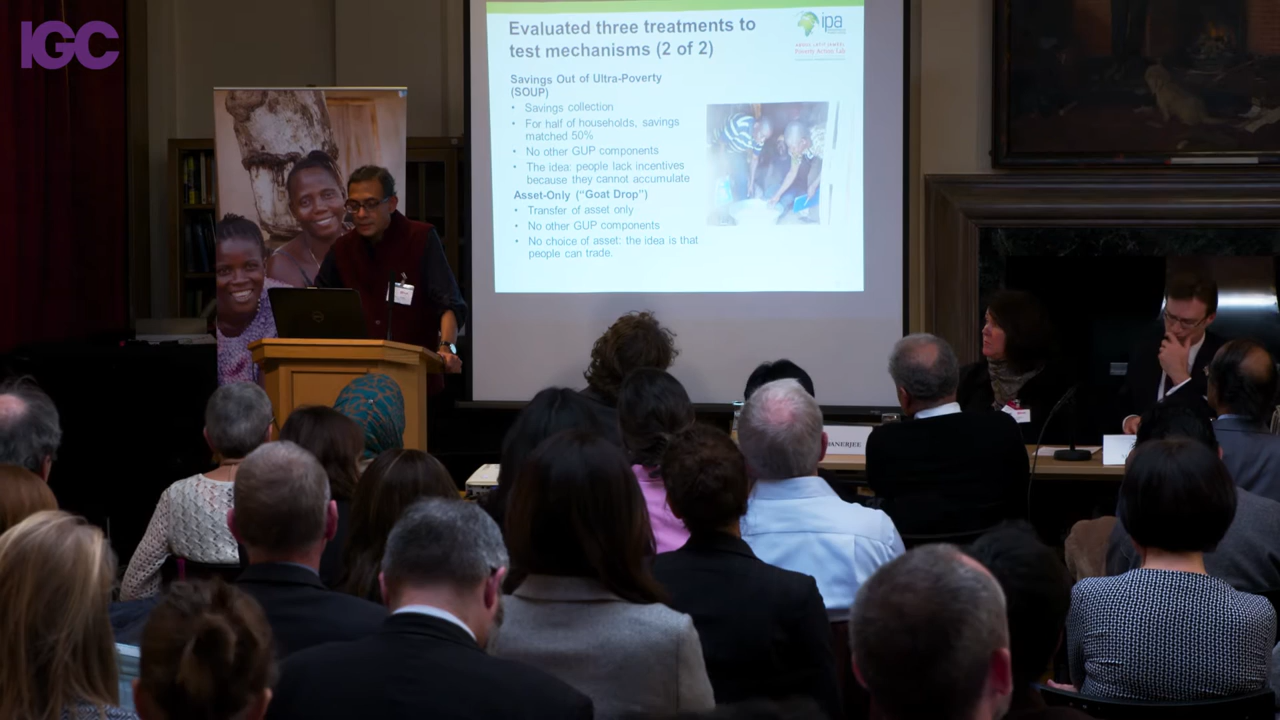 IGC
Evaluated three treatments to
test mechanisms (2 of 2)
ipa
Savings Out of Ultra-Poverty
(SOUP)
• Savings collection
• For half of households, savings
matched 50%
• No other GUP components
• The idea: people lack incentives
because they cannot accumulate
Asset-Only ("Goat Drop")
• Transfer of asset only
• No other GUP components
• No choice of asset: the idea is that
people can trade.
BANERJEE